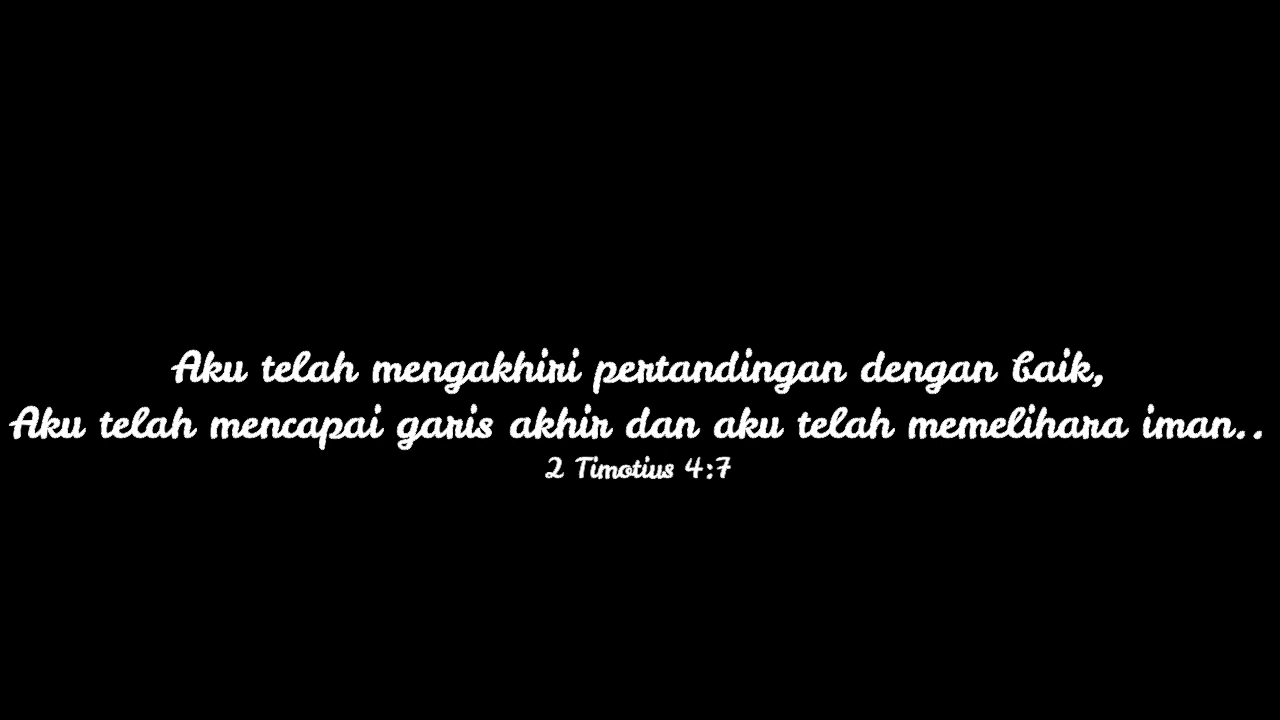 Aku telah mengakhiri pertandingan dengan baik,
Aku telah mencapai garis akhir dan aku telah memelihara iman..
2 Timotius 4:7